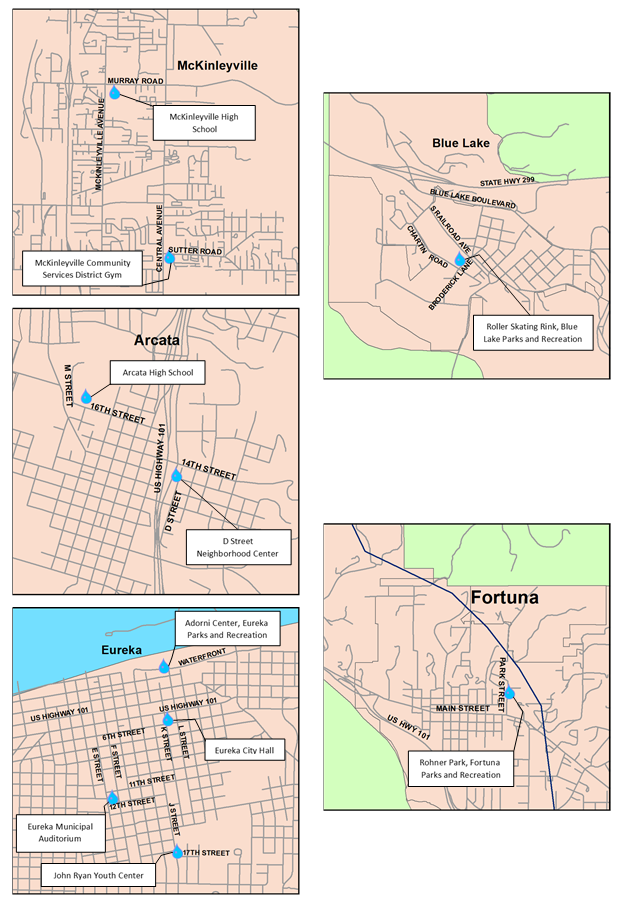 McKinleyville
MURRAY ROAD
McKinleyville High
School
MCKINLEYVILLE AVENUE
CENTRAL AVENUE
SUTTER ROAD
McKinleyville Community
Services District Gym
Blue Lake
STATE HWY 299
BLUE LAKE BOULEVARD
S RAILROAD AVE
CHARTIN ROAD
BRODERICK LANE
Roller Skating Rink, Blue
Lake Parks and Recreation
Arcata
Arcata High School
M STREET
16TH STREET
US HIGHWAY 101
14TH STREET
D STREET
D Street
Neighborhood Center
Fortuna
PARK STREET
MAIN STREET
US HWY 101
Rohner Park, Fortuna
Parks and Recreation
Adorni Center, Eureka
Parks and Recreation
Eureka
WATERFRONT
US HIGHWAY 101
US HIGHWAY 101
6TH STREET
E STREET
F STREET
K STREET
L STREET
Eureka City Hall
11TH STREET
12TH STREET
J STREET
Eureka Municipal
Auditorium
17TH STREET
John Ryan Youth Center